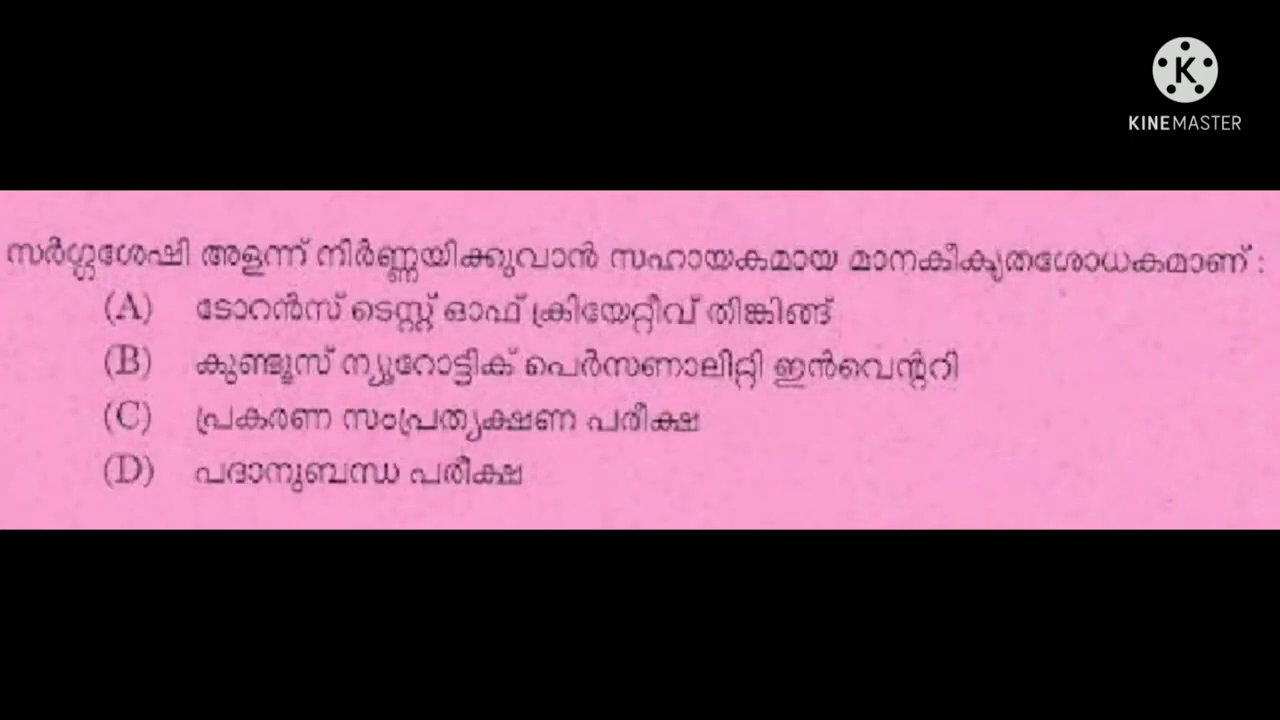 KINEMASTER
സർഗ്ഗശേഷി അളന്ന് നിർണ്ണയിക്കുവാൻ സഹായകമായ മാനകീകൃതശോധകമാണ് :
(A) ടോറൻസ് ടെസ്റ്റ് ഓഫ് ക്രിയേറ്റീവ് തിങ്കിങ്ങ്
(B) കുണ്ടൂസ് ന്യൂറോട്ടിക് പെർസണാലിറ്റി ഇൻവെന്ററി
(C) പ്രകരണ സംപ്രത്യക്ഷണ പരീക്ഷ
(D) പദാനുബന്ധ പരീക്ഷ